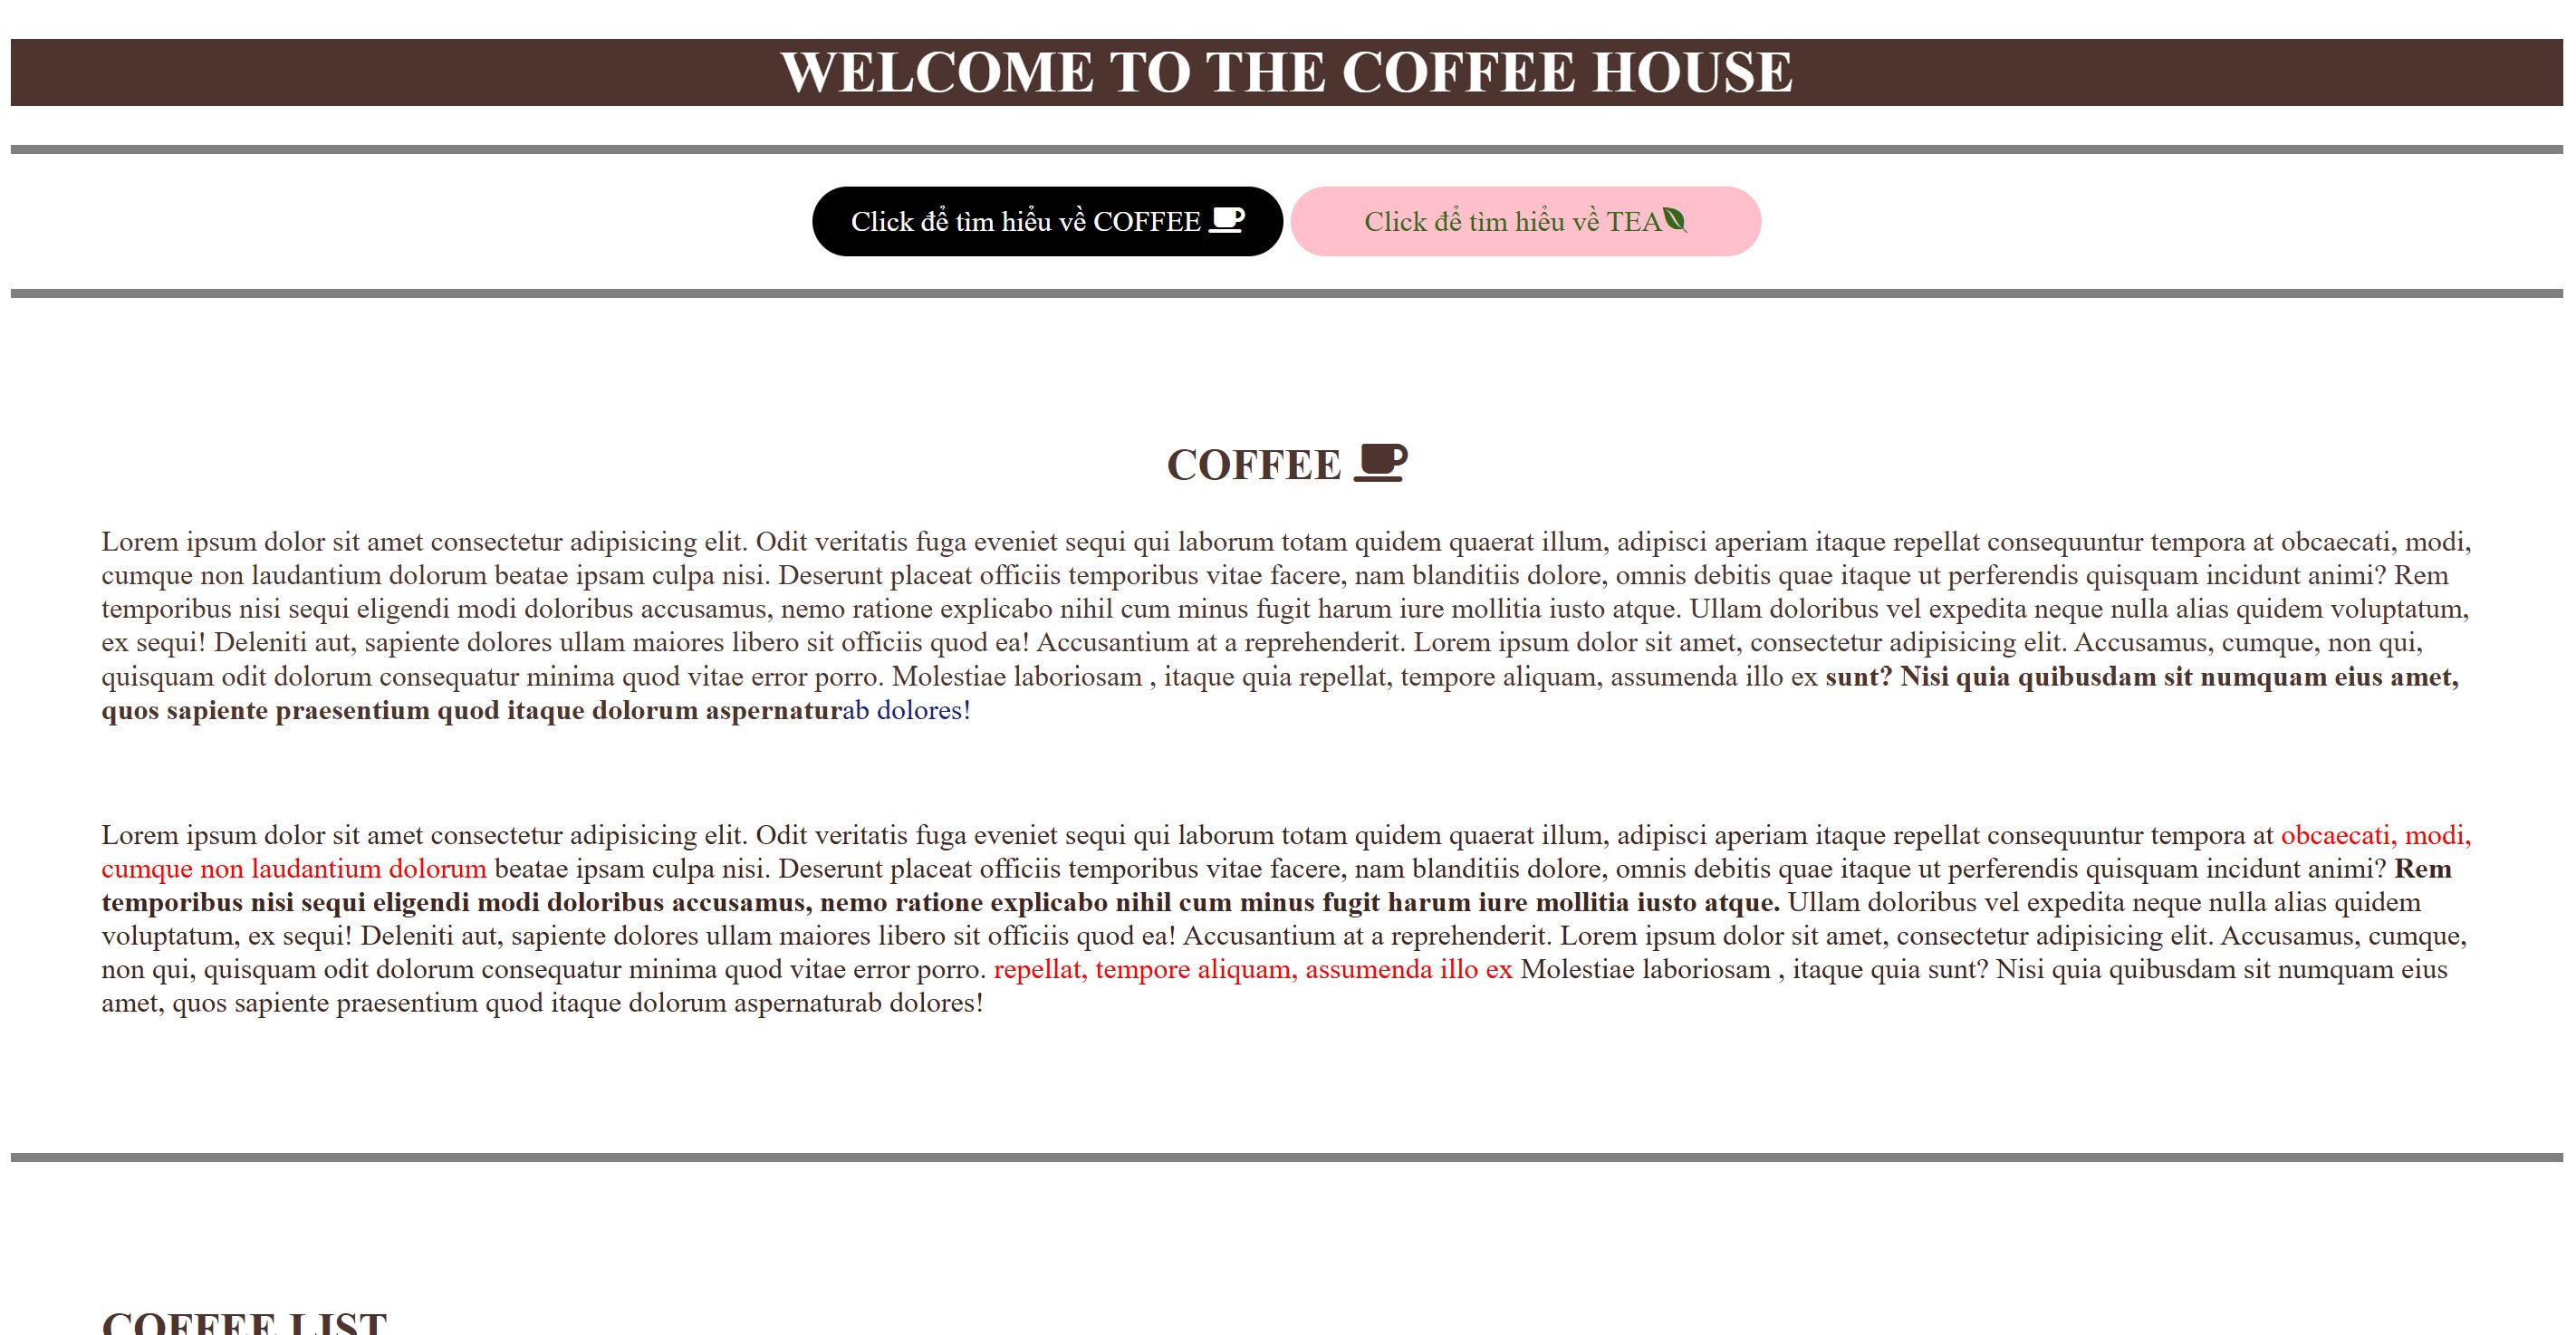 WELCOME TO THE COFFEE HOUSE
Click để tìm hiểu về COFFEE
Click để tìm hiểu về TEA
COFFEE
Lorem ipsum dolor sit amet consectetur adipisicing elit. Odit veritatis fuga eveniet sequi qui laborum totam quidem quaerat illum, adipisci aperiam itaque repellat consequuntur tempora at obcaecati, modi,
cumque non laudantium dolorum beatae ipsam culpa nisi. Deserunt placeat officiis temporibus vitae facere, nam blanditiis dolore, omnis debitis quae itaque ut perferendis quisquam incidunt animi? Rem
temporibus nisi sequi eligendi modi doloribus accusamus, nemo ratione explicabo nihil cum minus fugit harum iure mollitia iusto atque. Ullam doloribus vel expedita neque nulla alias quidem voluptatum,
ex sequi! Deleniti aut, sapiente dolores ullam maiores libero sit officiis quod ea! Accusantium at a reprehenderit. Lorem ipsum dolor sit amet, consectetur adipisicing elit. Accusamus, cumque, non qui,
quisquam odit dolorum consequatur minima quod vitae error porro. Molestiae laboriosam , itaque quia repellat, tempore aliquam, assumenda illo ex sunt? Nisi quia quibusdam sit numquam eius amet,
quos sapiente praesentium quod itaque dolorum aspernaturab dolores!
Lorem ipsum dolor sit amet consectetur adipisicing elit. Odit veritatis fuga eveniet sequi qui laborum totam quidem quaerat illum, adipisci aperiam itaque repellat consequuntur tempora at obcaecati, modi,
cumque non laudantium dolorum beatae ipsam culpa nisi. Deserunt placeat officiis temporibus vitae facere, nam blanditiis dolore, omnis debitis quae itaque ut perferendis quisquam incidunt animi? Rem
temporibus nisi sequi eligendi modi doloribus accusamus, nemo ratione explicabo nihil cum minus fugit harum iure mollitia iusto atque. Ullam doloribus vel expedita neque nulla alias quidem
voluptatum, ex sequi! Deleniti aut, sapiente dolores ullam maiores libero sit officiis quod ea! Accusantium at a reprehenderit. Lorem ipsum dolor sit amet, consectetur adipisicing elit. Accusamus, cumque,
non qui, quisquam odit dolorum consequatur minima quod vitae error porro. repellat, tempore aliquam, assumenda illo ex Molestiae laboriosam , itaque quia sunt? Nisi quia quibusdam sit numquam eius
amet, quos sapiente praesentium quod itaque dolorum aspernaturab dolores!
COFFEE LIST